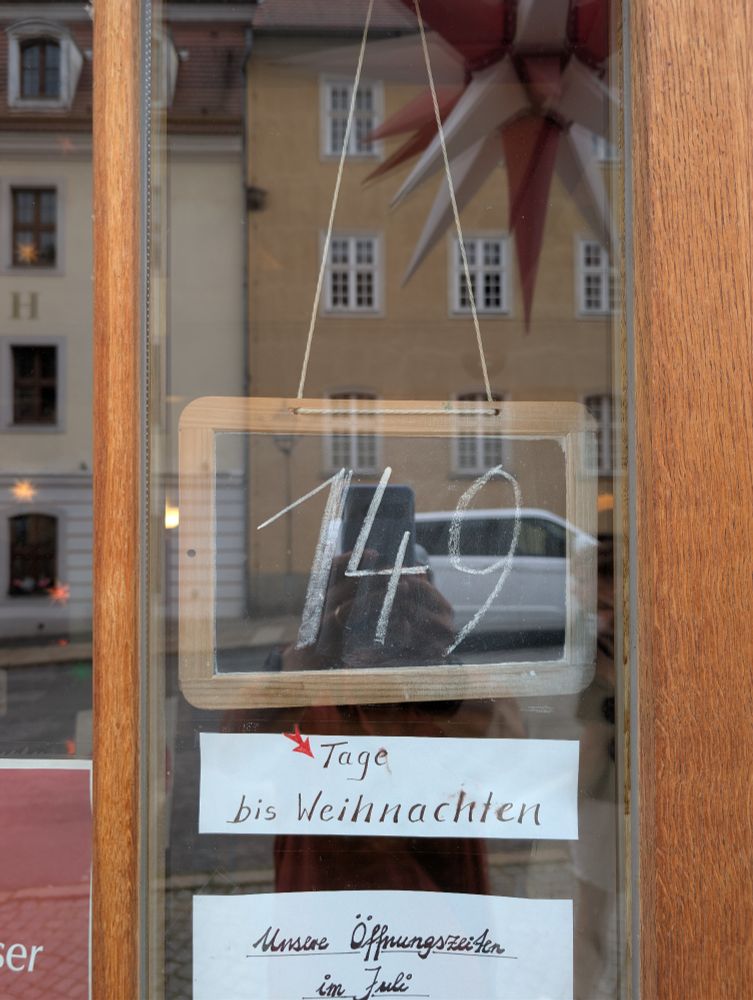 H
149
Tage
bis Weihnachten
Unsere Öffnungszeiten
im Juli
ser